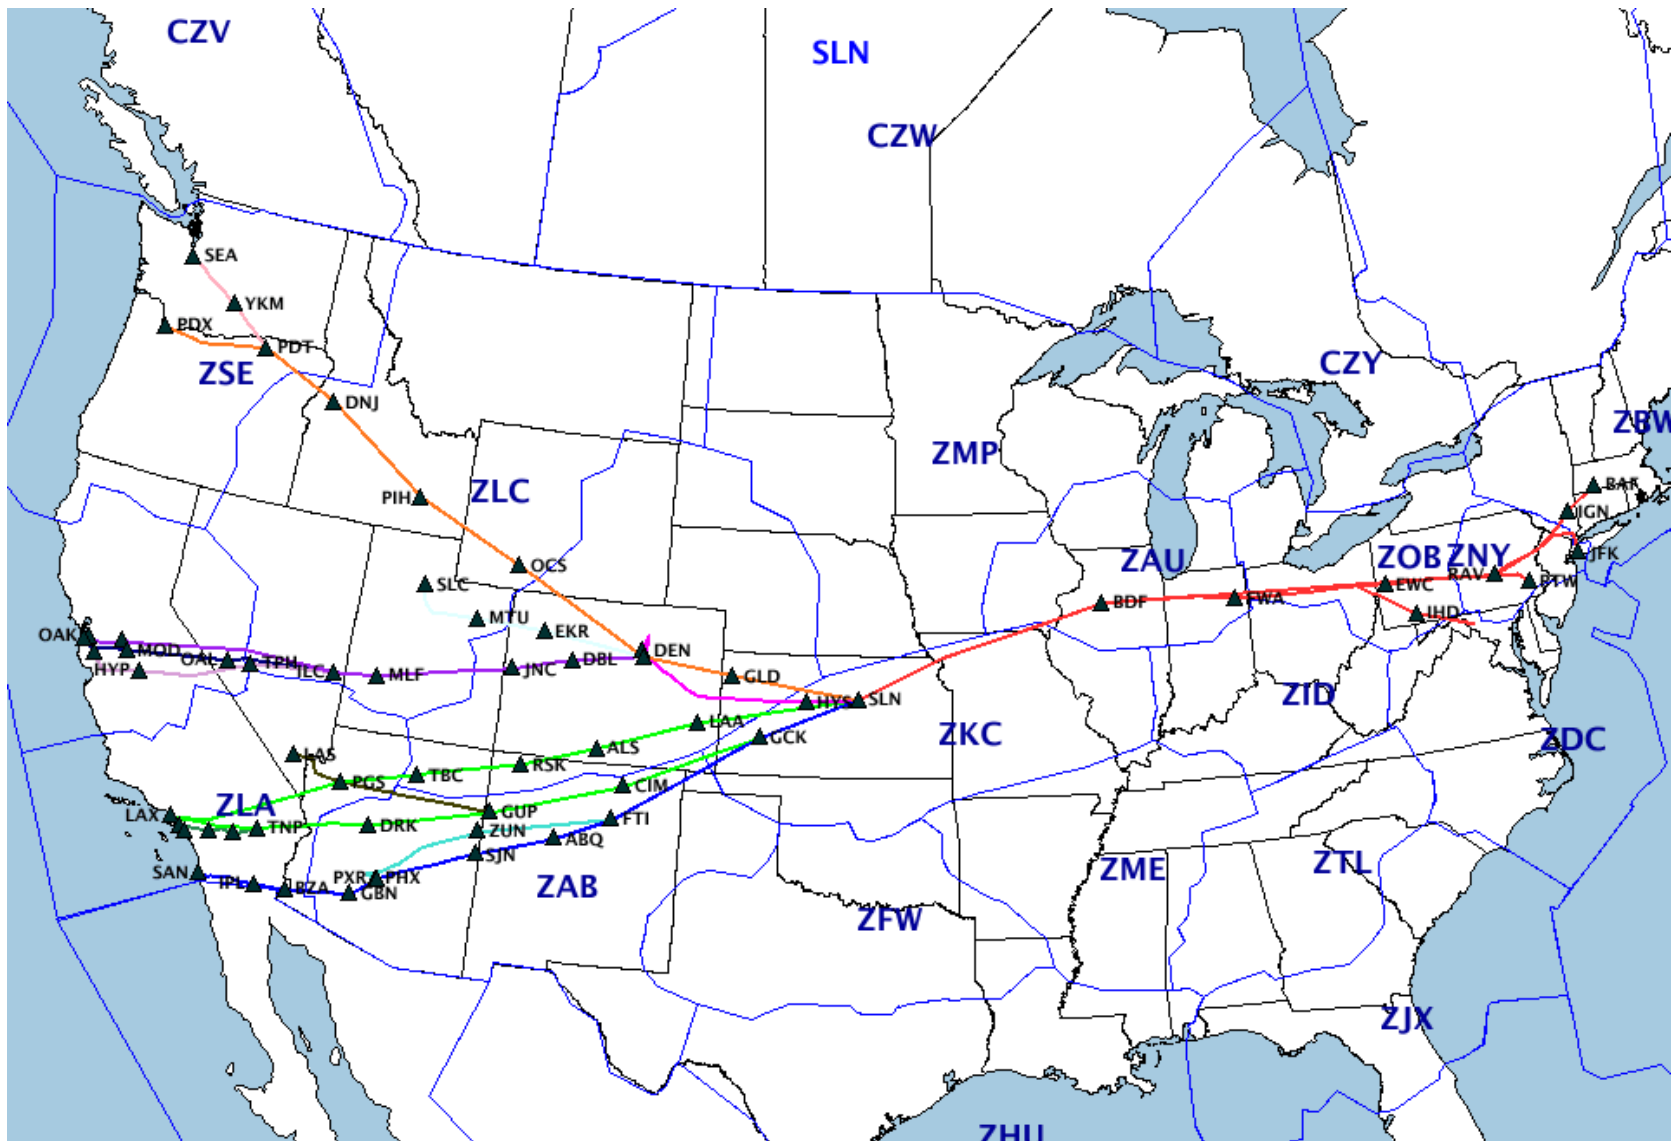 CZV
SLN
CZW
SEA
YKM
PDX
PDT
ZSE
CZY
DNJ
ZBW
ZMP
PIH
ZLC
BAF
IGN
ZAU
ZOB
ZNY
JFK
OCS
SLC
EWC
RAV
FWA
BDF
MTU
IHD
EKR
OAK
MOD
OAL
TPH
DEN
HYP
ILC
MLF
JNC
DBL
GLD
ZID
HYS
SLN
LAA
GCK
ZKC
ZDC
LAS
ALS
RSK
TBC
PGS
CIM
ZLA
LAX
TNP
DRK
GUP
FTI
ZUN
ABQ
SJN
SAN
IPL
BZA
PXR
PHX
GBN
ZAB
ZME
ZTL
ZFW
ZJX
ZHU